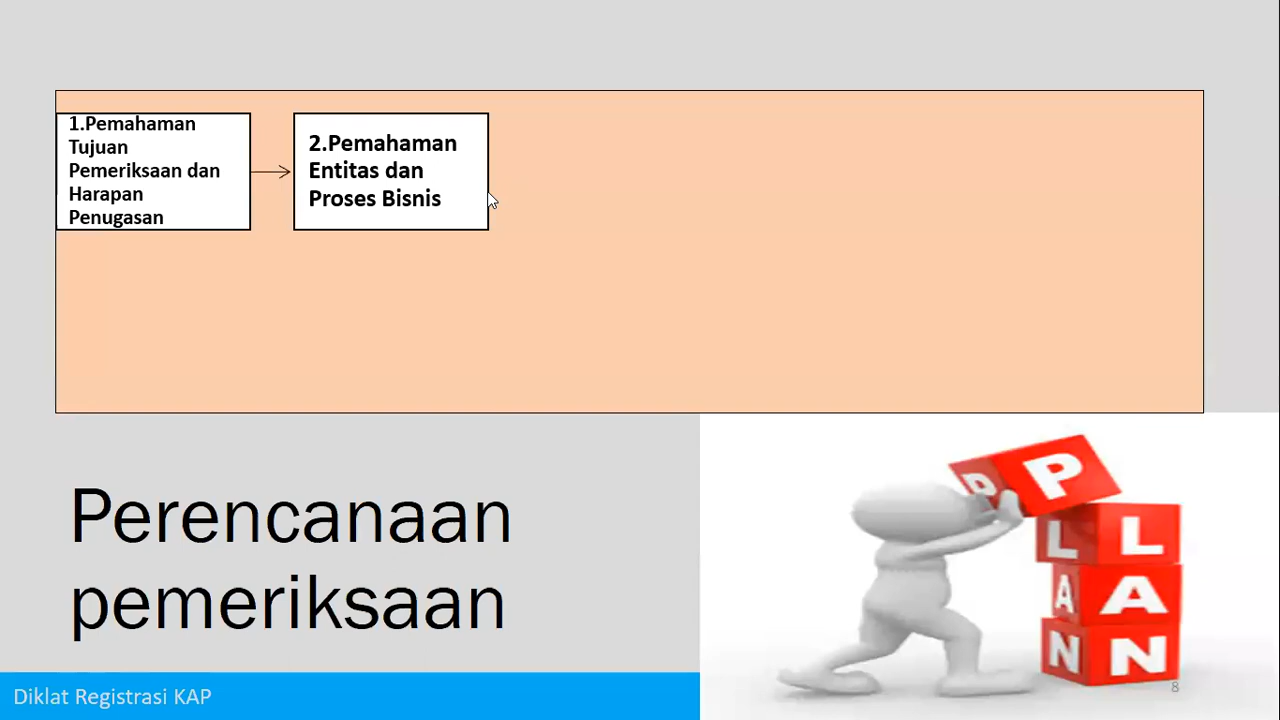 1.Pemahaman
Tujuan
Pemeriksaan dan
Harapan
Penugasan
2.Pemahaman
Entitas dan
Proses Bisnis
Perencanaan
pemeriksaan
P
P
L
L
A
A
N
N
8
Diklat Registrasi KAP